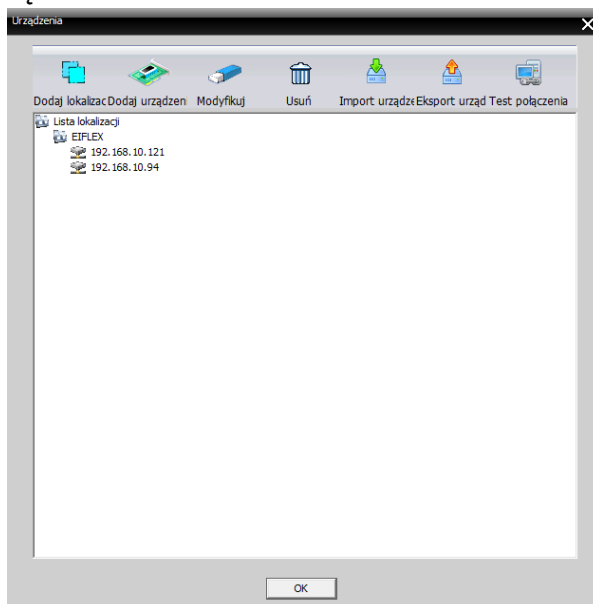 Urządzenia
Dodaj lokalizac Dodaj urządzen Modyfikuj Usuń Import urządze Eksport urząd Test połączenia
Lista lokalizacji
EIFLEX
192.168.10.121
192.168.10.94
OK